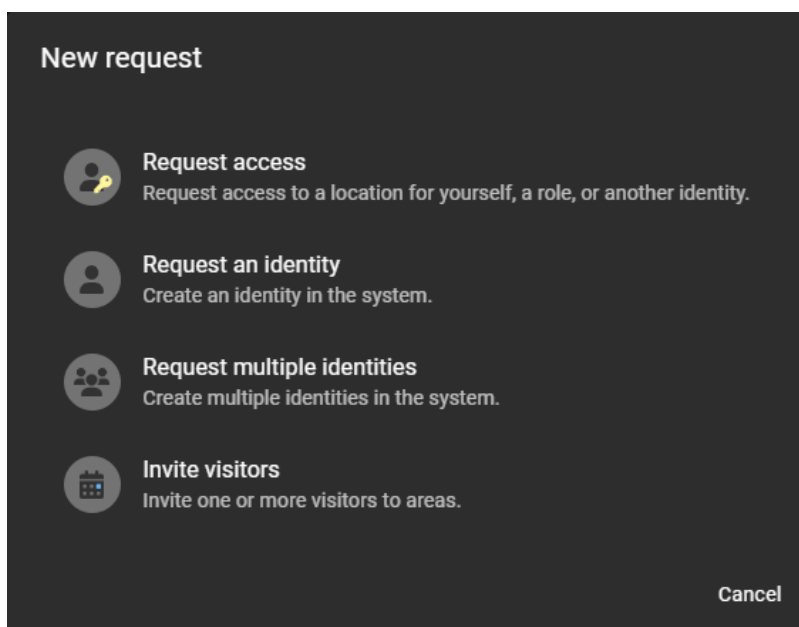 New request
Request access
Request access to a location for yourself, a role, or another identity.
Request an identity
Create an identity in the system.
Request multiple identities
Create multiple identities in the system.
Invite visitors
Invite one or more visitors to areas.
Cancel